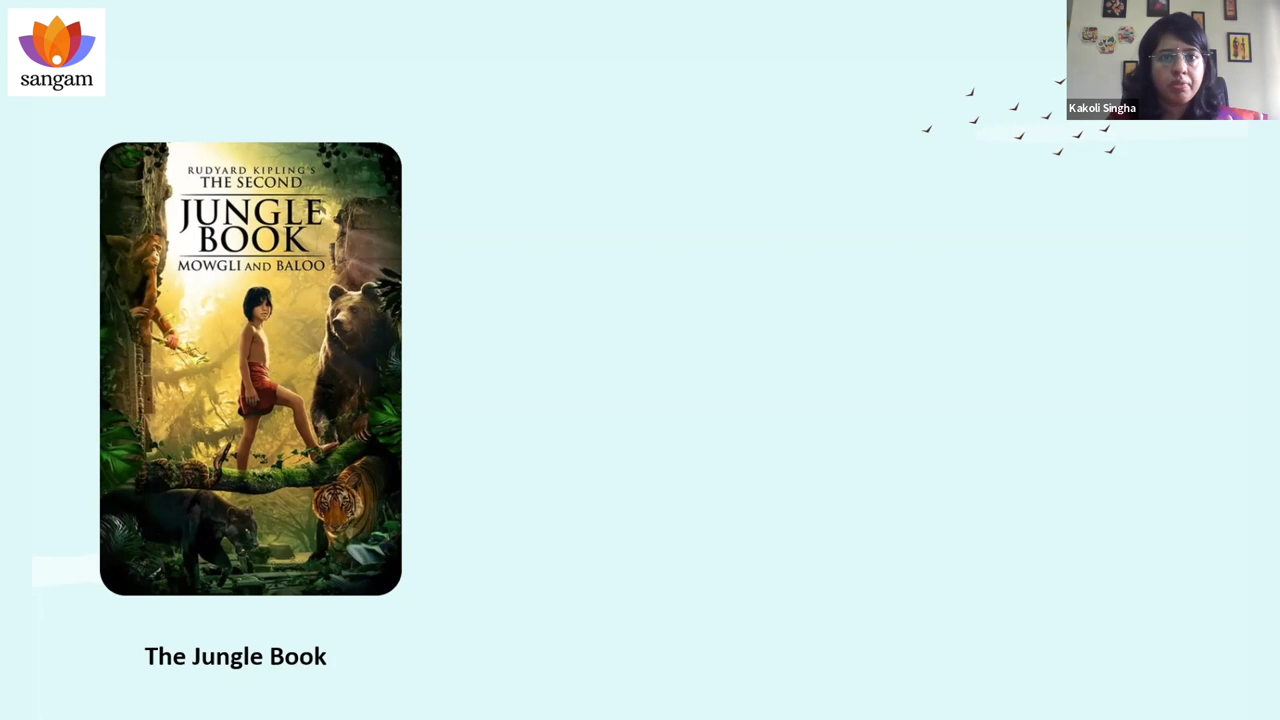 sangam
Kakoli Singha
RUDYARD KIPLING'S
THE SECOND
JUNGLE
BOOK
MOWGLI AND BALOO
The Jungle Book